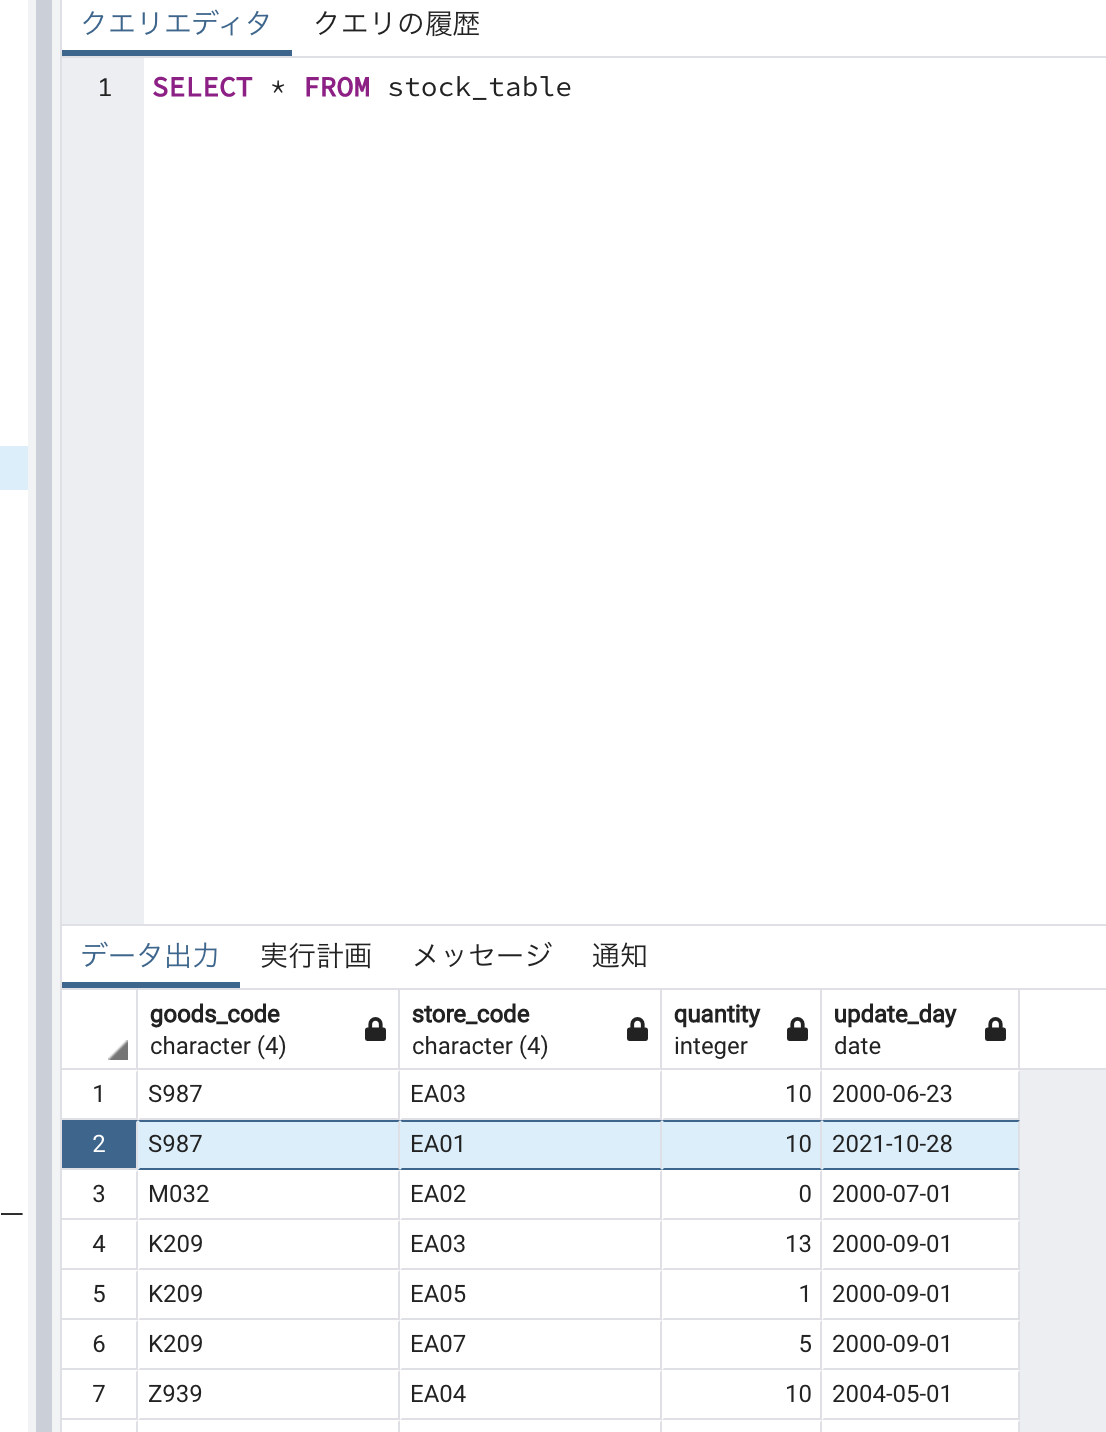 クエリエディタ クエリの履歴
1 SELECT * FROM stock_table
データ出力 実行計画 メッセージ 通知
goods_code store_code quantity update_day
character (4) character (4) integer date
1 S987 EA03 10 2000-06-23
2 S987 EA01 10 2021-10-28
3 M032 EA02 0 2000-07-01
4 K209 EA03 13 2000-09-01
5 K209 EA05 1 2000-09-01
6 K209 EA07 5 2000-09-01
7 Z939 EA04 10 2004-05-01